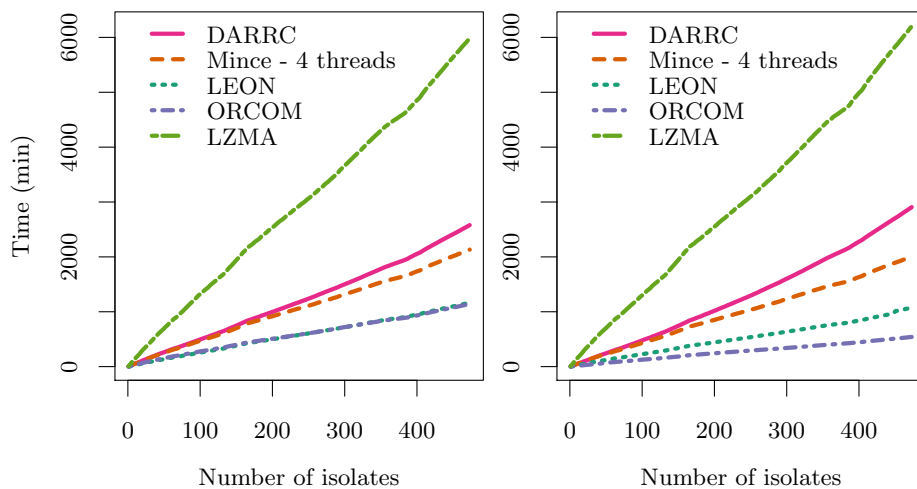 Time (min)
0
2000
4000
6000
DARRC
Mince - 4 threads
LEON
ORCOM
LZMA
0 100 200 300 400
Number of isolates
0
2000
4000
6000
DARRC
Mince - 4 threads
LEON
ORCOM
LZMA
0 100 200 300 400
Number of isolates